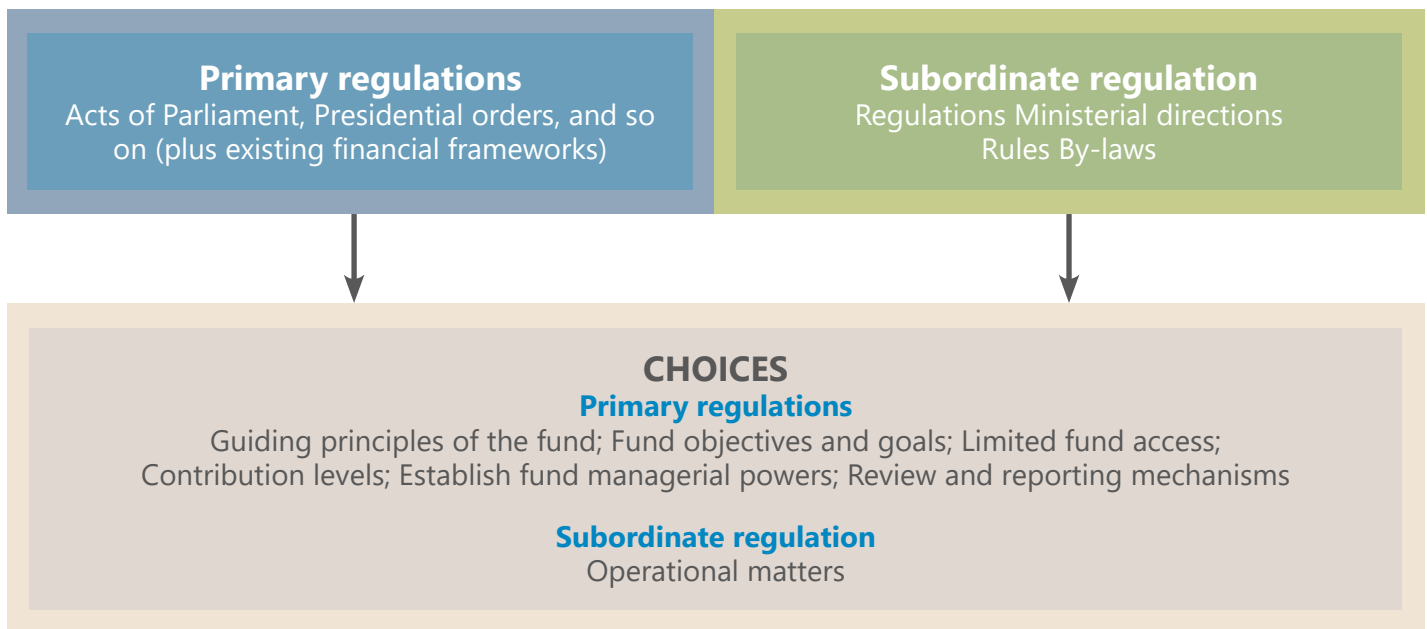 Primary regulations
Acts of Parliament, Presidential orders, and so
on (plus existing financial frameworks)
Subordinate regulation
Regulations Ministerial directions
Rules By-laws
CHOICES
Primary regulations
Guiding principles of the fund; Fund objectives and goals; Limited fund access;
Contribution levels; Establish fund managerial powers; Review and reporting mechanisms
Subordinate regulation
Operational matters